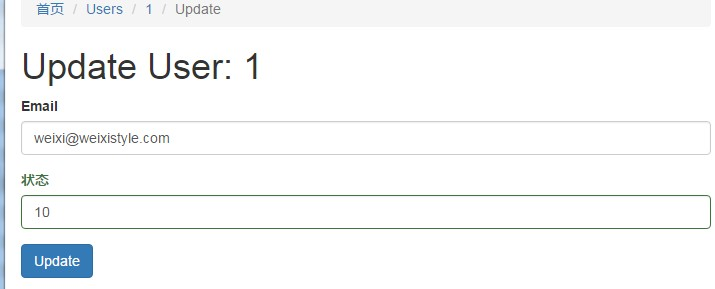 首页 / Users / 1 / Update
Update User: 1
Email
weixi@weixistyle.com
状态
10
Update